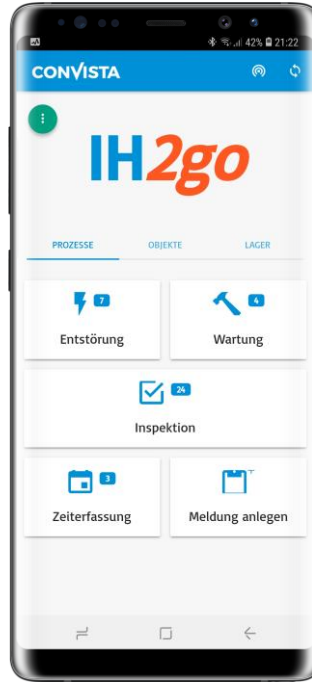 42% 21:22
CONVISTA
IH2go
PROZESSE OBJEKTE LAGER
7 4
Entstörung Wartung
24
Inspektion
3
Zeiterfassung Meldung anlegen